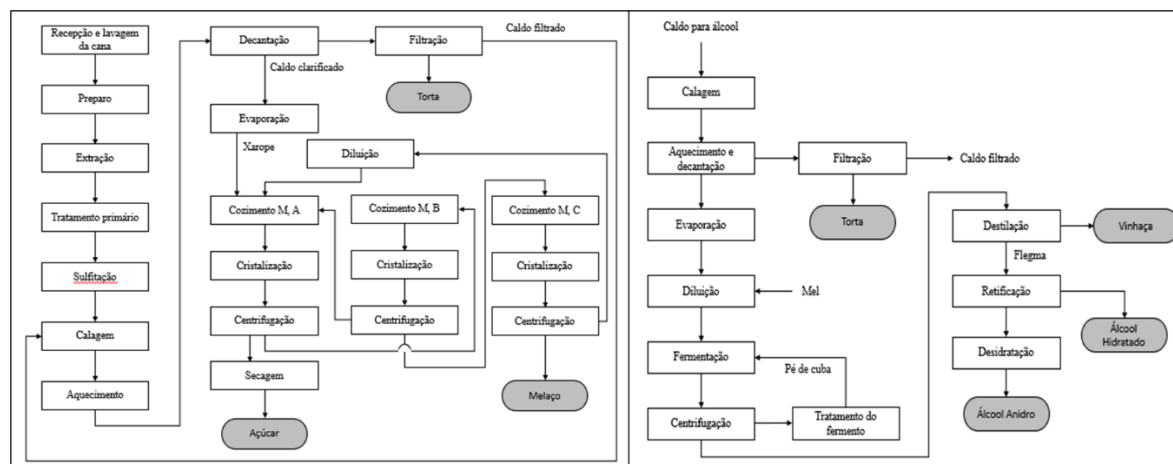 Recepção e lavagem
da cana
Preparo
Extração
Tratamento primário
Sulfitação
Calagem
Aquecimento
Decantação
Filtração
Caldo filtrado
Caldo clarificado
Torta
Evaporação
Xarope
Diluição
Cozimento M, A
Cozimento M, B
Cozimento M, C
Cristalização
Cristalização
Cristalização
Centrifugação
Centrifugação
Centrifugação
Secagem
Açúcar
Melaço
Caldo para álcool
Calagem
Aquecimento e
decantação
Filtração
Caldo filtrado
Torta
Evaporação
Diluição
Mel
Fermentação
Pé de cuba
Centrifugação
Tratamento do
fermento
Destilação
Vinhaça
Flegma
Retificação
Álcool
Hidratado
Desidratação
Álcool Anidro